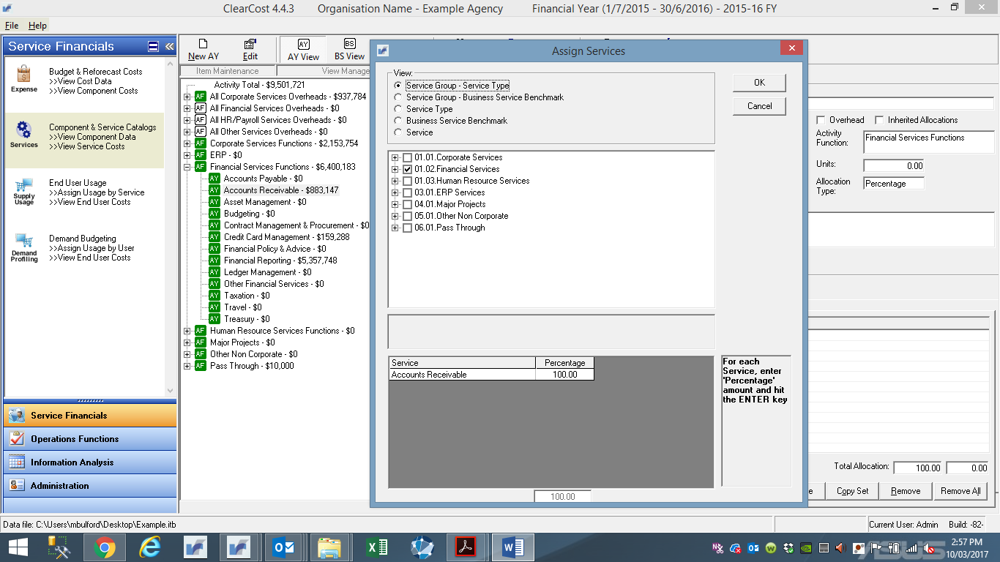 ClearCost 4.4.3 Organisation Name - Example Agency Financial Year (1/7/2015 - 30/6/2016) - 2015-16 FY
File Help
Service Financials
Expense
Budget & Reforecast Costs
>>View Cost Data
>>View Component Costs
Services
Component & Service Catalogs
>>View Component Data
>>View Service Costs
Supply Usage
End User Usage
>>Assign Usage by Service
>>View End User Costs
Demand Profiling
Demand Budgeting
>>Assign Usage by User
>>View End User Costs
Service Financials
Operations Functions
Information Analysis
Administration
New AY
Edit
AY
AY View
BS
BS View
Item Maintenance
View Manage
Activity Total - $9,501,721
AF All Corporate Services Overheads - $937,784
AF All Financial Services Overheads - $0
AF All HR/Payroll Services Overheads - $0
AF All Other Services Overheads - $0
AF Corporate Services Functions - $2,153,754
AF ERP - $0
AF Financial Services Functions - $6,400,183
AY Accounts Payable - $0
AY Accounts Receivable - $883,147
AY Asset Management - $0
AY Budgeting - $0
AY Contract Management & Procurement - $0
AY Credit Card Management - $159,288
AY Financial Policy & Advice - $0
AY Financial Reporting - $5,357,748
AY Ledger Management - $0
AY Other Financial Services - $0
AY Taxation - $0
AY Travel - $0
AY Treasury - $0
AF Human Resource Services Functions - $0
AF Major Projects - $0
AF Other Non Corporate - $0
AF Pass Through - $10,000
Assign Services
View:
Service Group - Service Type
Service Group - Business Service Benchmark
Service Type
Business Service Benchmark
Service
OK
Cancel
01.01.Corporate Services
01.02.Financial Services
01.03.Human Resource Services
03.01.ERP Services
04.01.Major Projects
05.01.Other Non Corporate
06.01.Pass Through
Service Percentage
Accounts Receivable 100.00
100.00
For each
Service, enter
'Percentage'
amount and hit
the ENTER key
Overhead Inherited Allocations
Activity Function: Financial Services Functions
Units: 0.00
Allocation Type: Percentage
Total Allocation: 100.00 0.00
e Copy Set Remove Remove All
Data file: C:\Users\mbulford\Desktop\Example.itb
Current User: Admin Build: -82-
2:57 PM
10/03/2017
ASUS